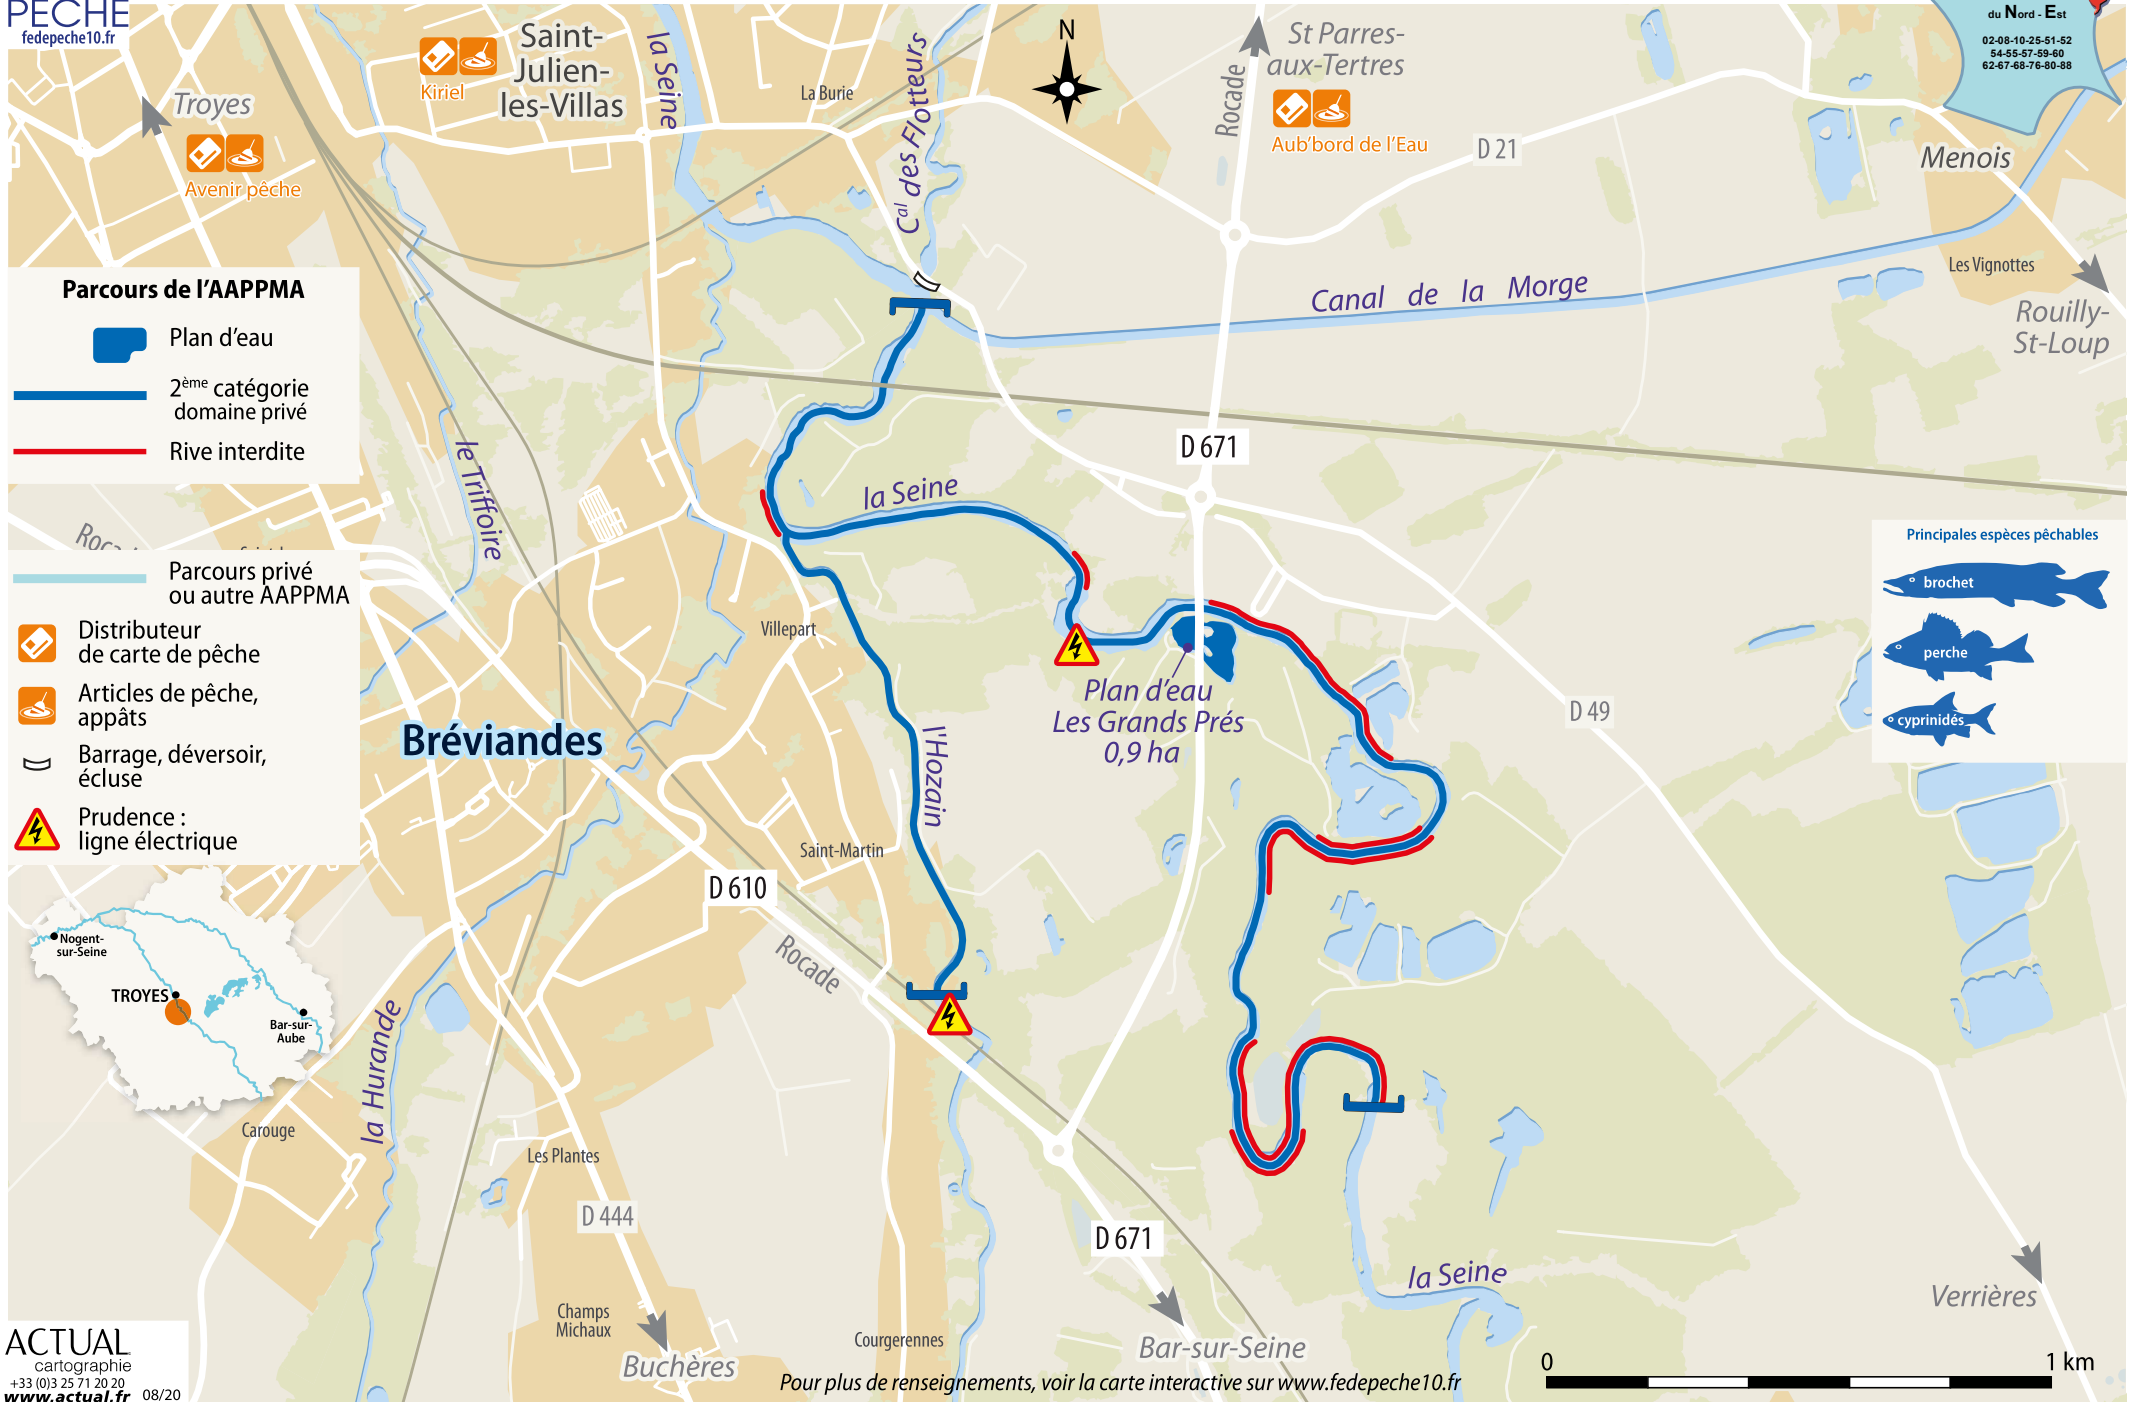 PECHE
fedepeche10.fr
Saint-
Julien-
les-Villas
Kiriel
Troyes
Avenir pêche
la Seine
La Burie
Cal des Flotteurs
N
Rocade
St Parres-
aux-Tertres
Aub'bord de l'Eau
D 21
du Nord - Est
02-08-10-25-51-52
54-55-57-59-60
62-67-68-76-80-88
Menois
Les Vignottes
Rouilly-
St-Loup
Canal de la Morge
Parcours de l'AAPPMA
Plan d'eau
2ème catégorie
domaine privé
Rive interdite
Parcours privé
ou autre AAPPMA
Distributeur
de carte de pêche
Articles de pêche,
appâts
Barrage, déversoir,
écluse
Prudence :
ligne électrique
le Triffoire
la Seine
D 671
Principales espèces pêchables
brochet
perche
cyprinidés
Villepart
Bréviandes
l'Hozain
Plan d'eau
Les Grands Prés
0,9 ha
D 49
Saint-Martin
D 610
Rocade
Nogent-
sur-Seine
TROYES
Bar-sur-
Aube
la Hurande
Carouge
Les Plantes
D 444
Champs
Michaux
Buchères
Courgerennes
D 671
Bar-sur-Seine
la Seine
Verrières
ACTUAL
cartographie
+33 (0)3 25 71 20 20
www.actual.fr 08/20
Pour plus de renseignements, voir la carte interactive sur www.fedepeche10.fr
0 1 km